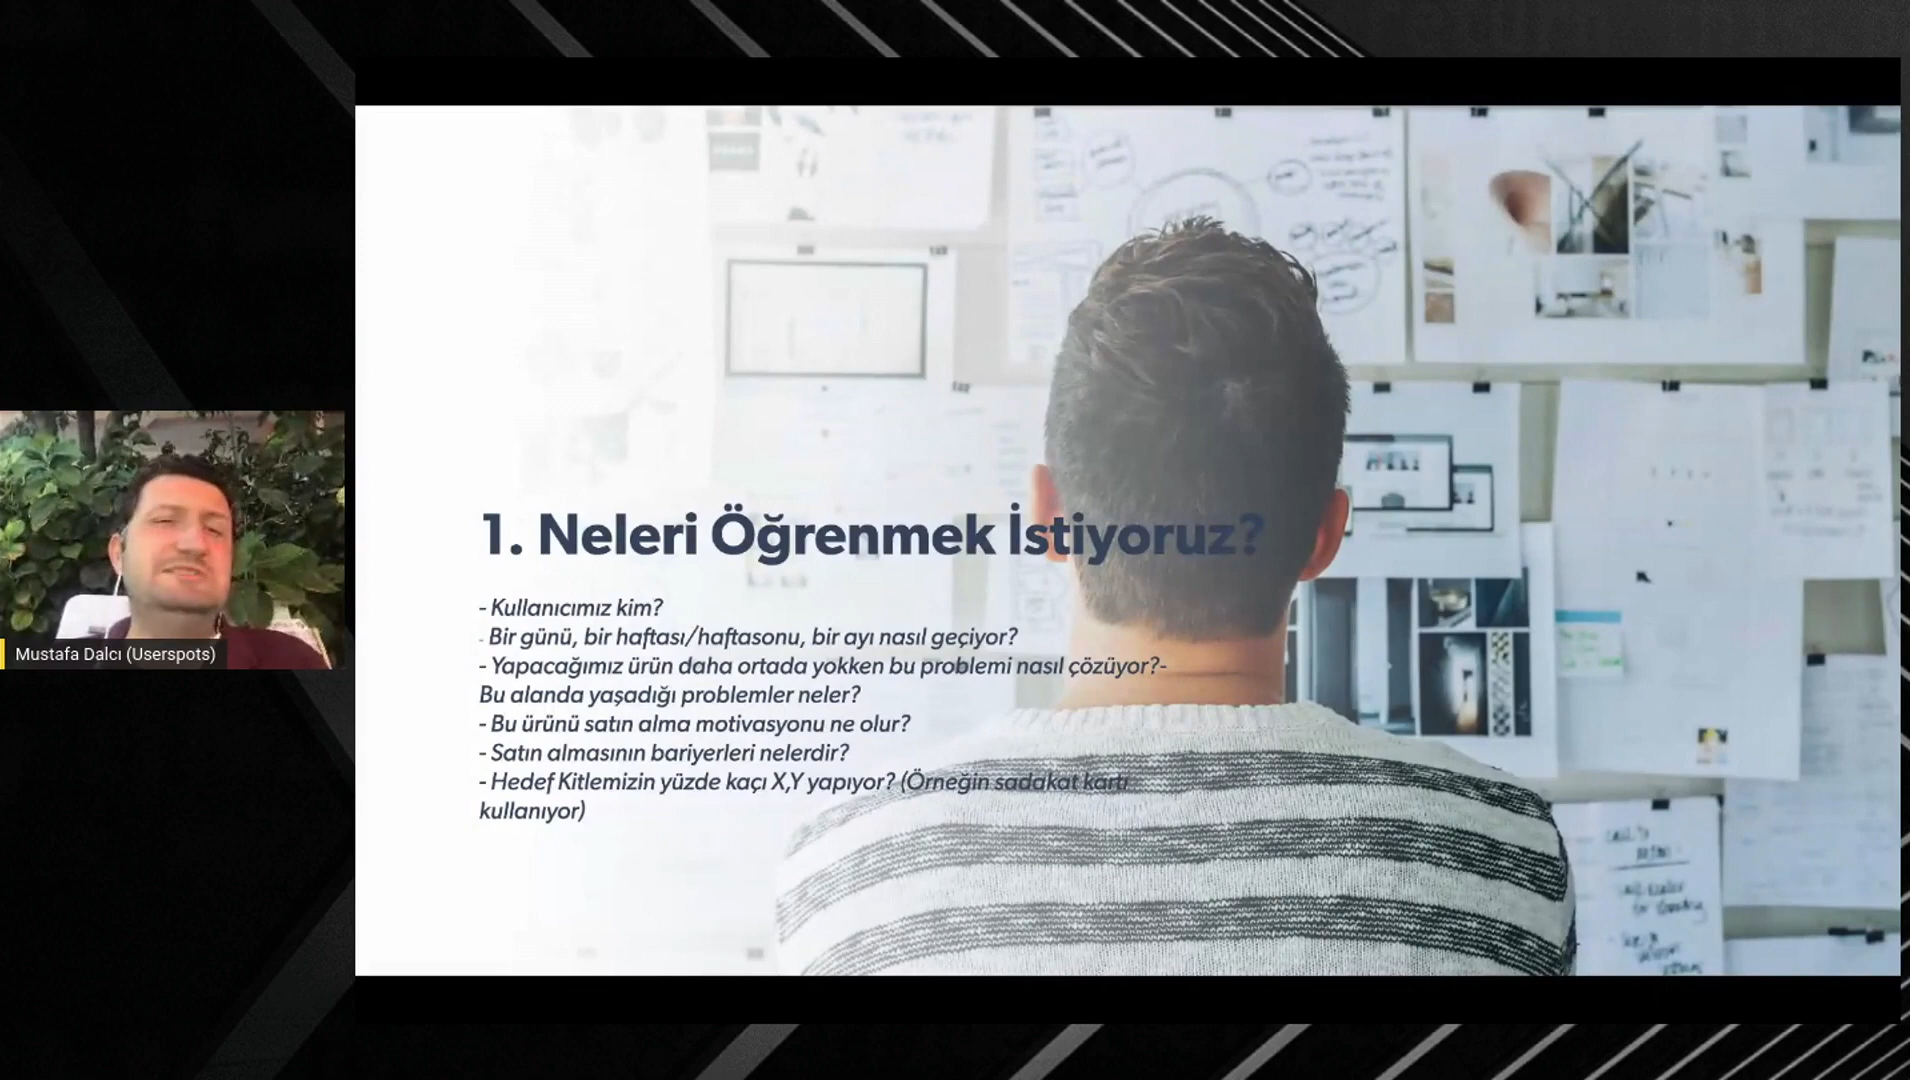 1. Neleri Öğrenmek İstiyoruz?
- Kullanıcımız kim?
- Bir günü, bir haftası/haftasonu, bir ayı nasıl geçiyor?
- Yapacağımız ürün daha ortada yokken bu problemi nasıl çözüyor?-
Bu alanda yaşadığı problemler neler?
- Bu ürünü satın alma motivasyonu ne olur?
- Satın almasının bariyerleri nelerdir?
- Hedef Kitlemizin yüzde kaçı X,Y yapıyor? (Örneğin sadakat kartı
kullanıyor)
Mustafa Dalcı (Userspots)